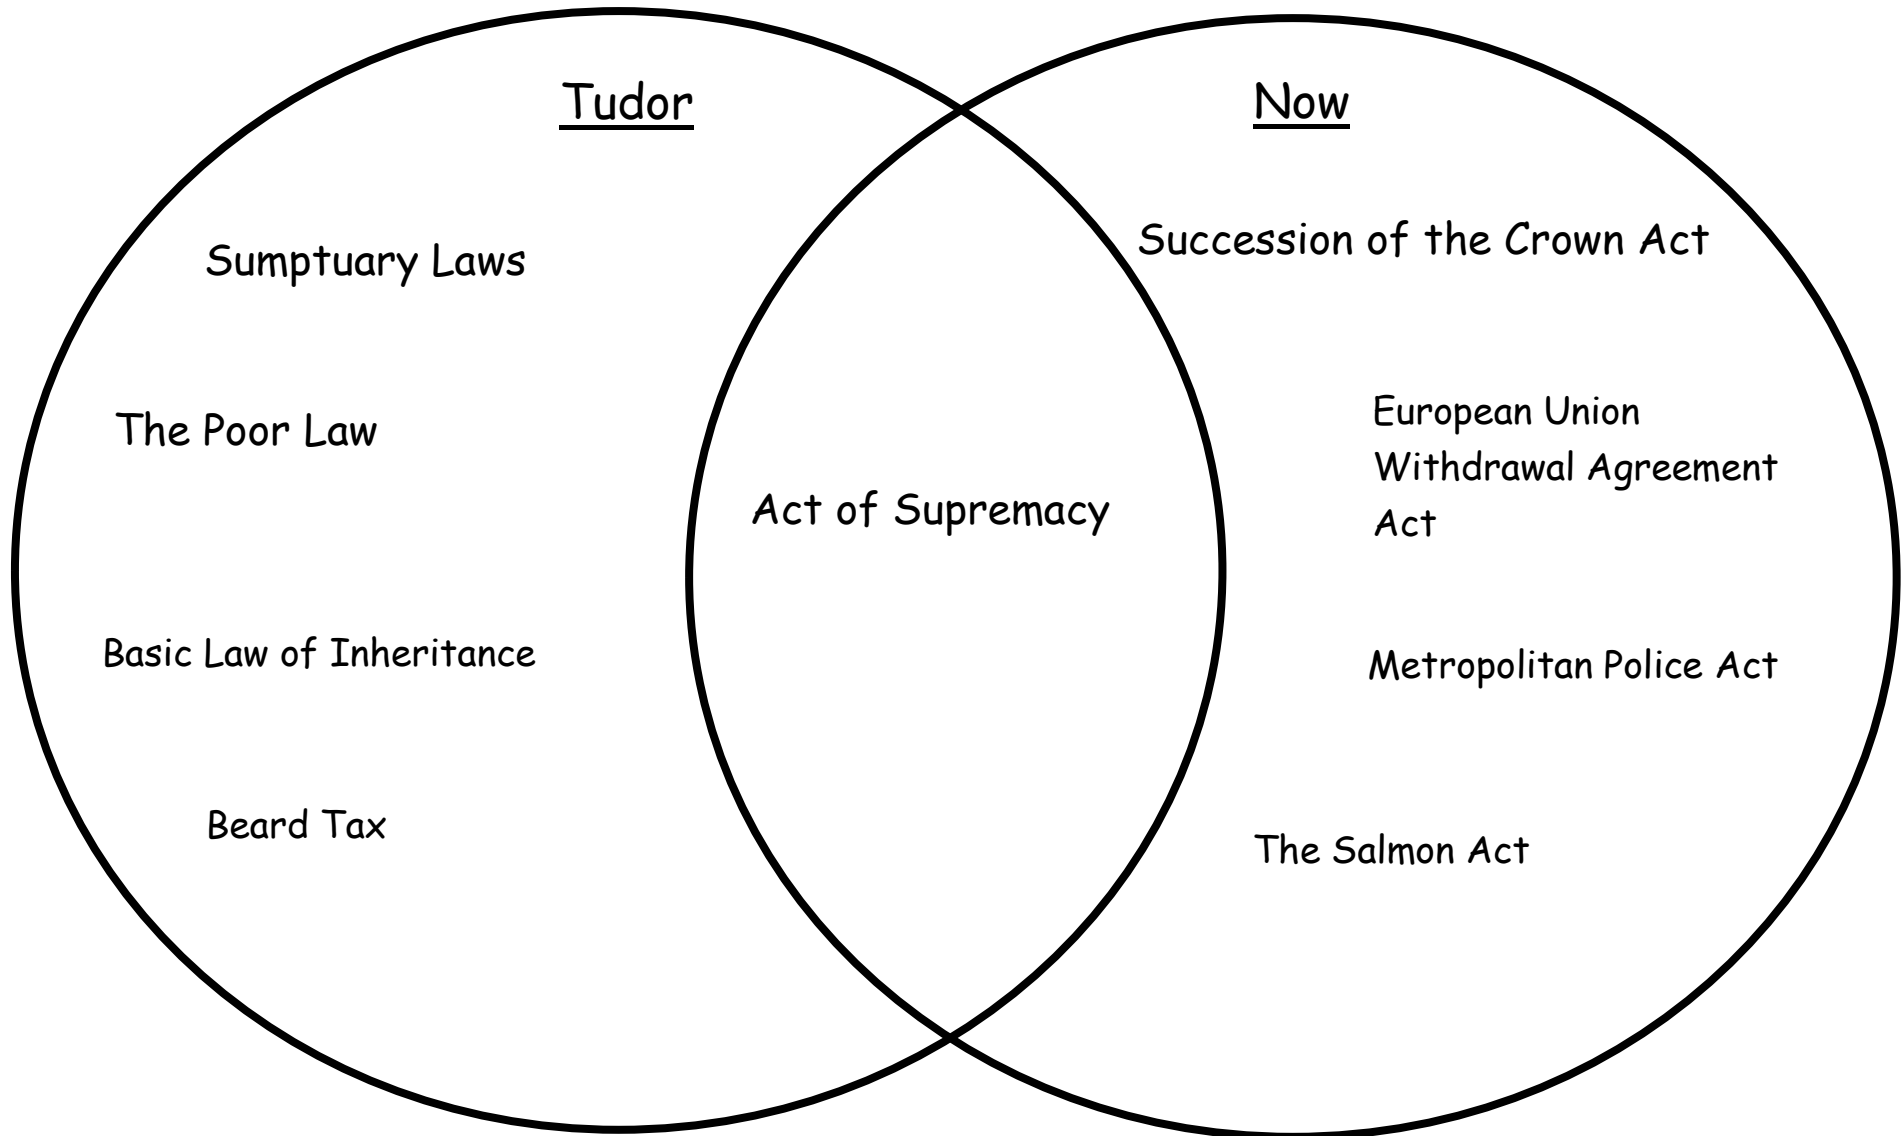 Tudor
Sumptuary Laws
The Poor Law
Basic Law of Inheritance
Beard Tax
Act of Supremacy
Now
Succession of the Crown Act
European Union
Withdrawal Agreement
Act
Metropolitan Police Act
The Salmon Act